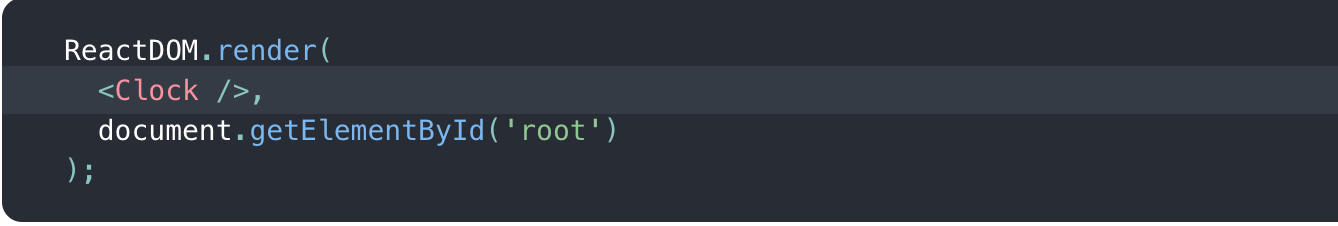 ReactDOM.render(
  <Clock />,
  document.getElementById('root')
);